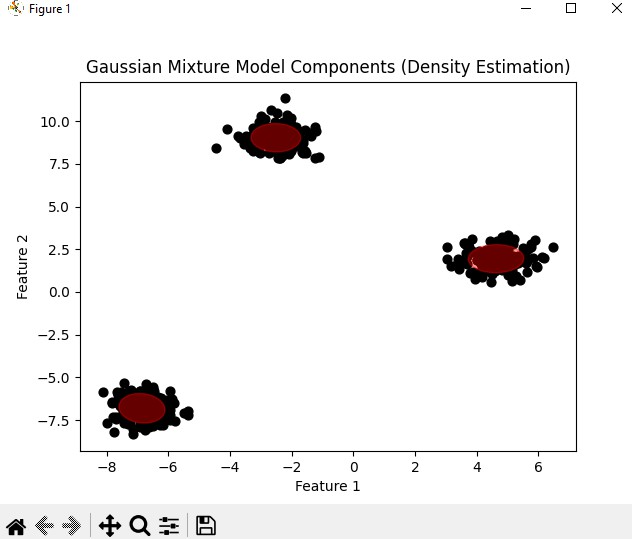 Figure 1
Gaussian Mixture Model Components (Density Estimation)
10.0
7.5
5.0
2.5
0.0
−2.5
−5.0
−7.5
Feature 2
−8 −6 −4 −2 0 2 4 6
Feature 1